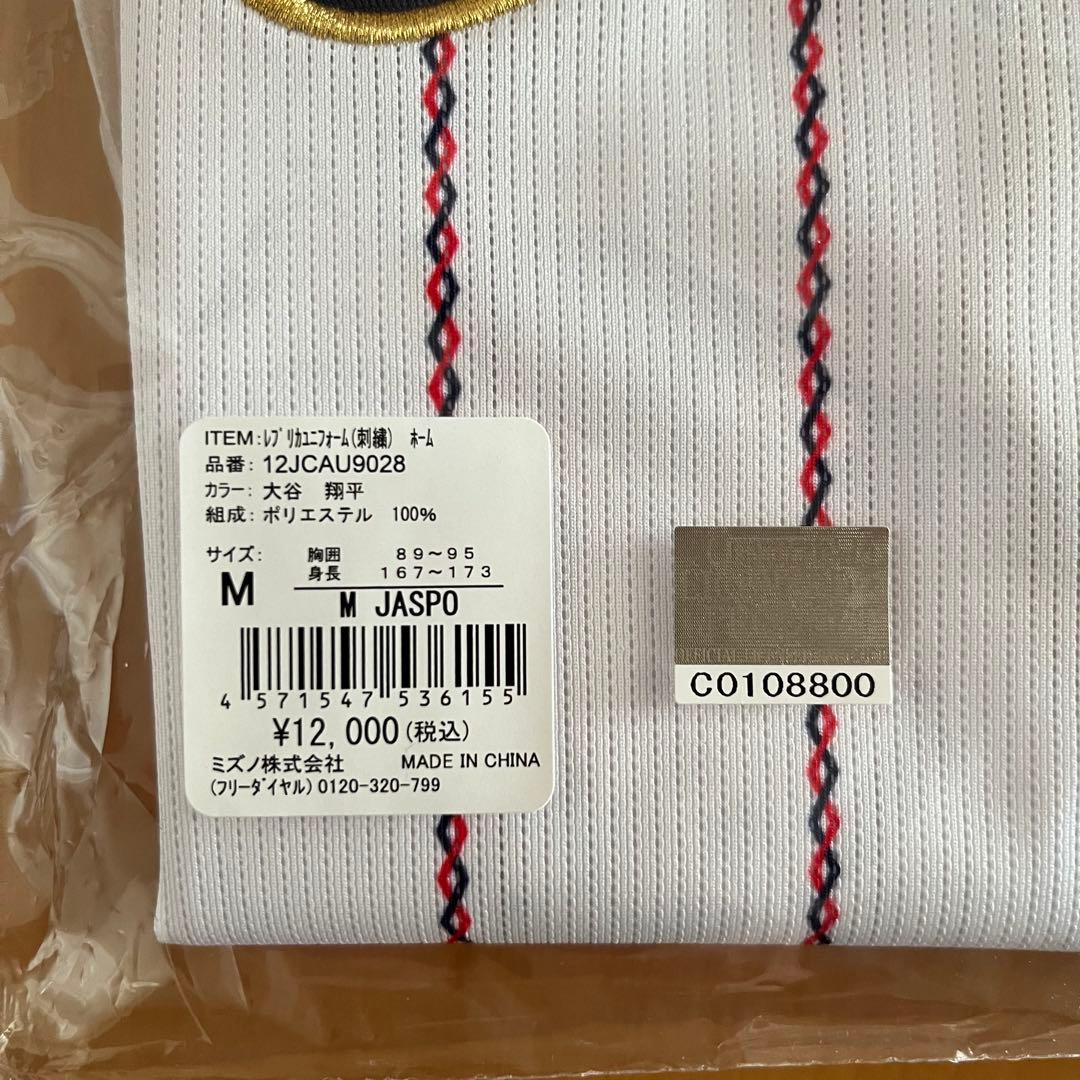 ITEM:ﾚﾌﾟﾘｶﾕﾆﾌｫｰﾑ(刺繍) ﾎｰﾑ
品番: 12JCAU9028
カラー: 大谷 翔平
組成: ポリエステル 100%
サイズ: 胸囲 89～95
身長 167～173
M
M JASPO
4 571547 536155
¥12,000(税込)
ミズノ株式会社 MADE IN CHINA
(フリーダイヤル) 0120-320-799
C0108800